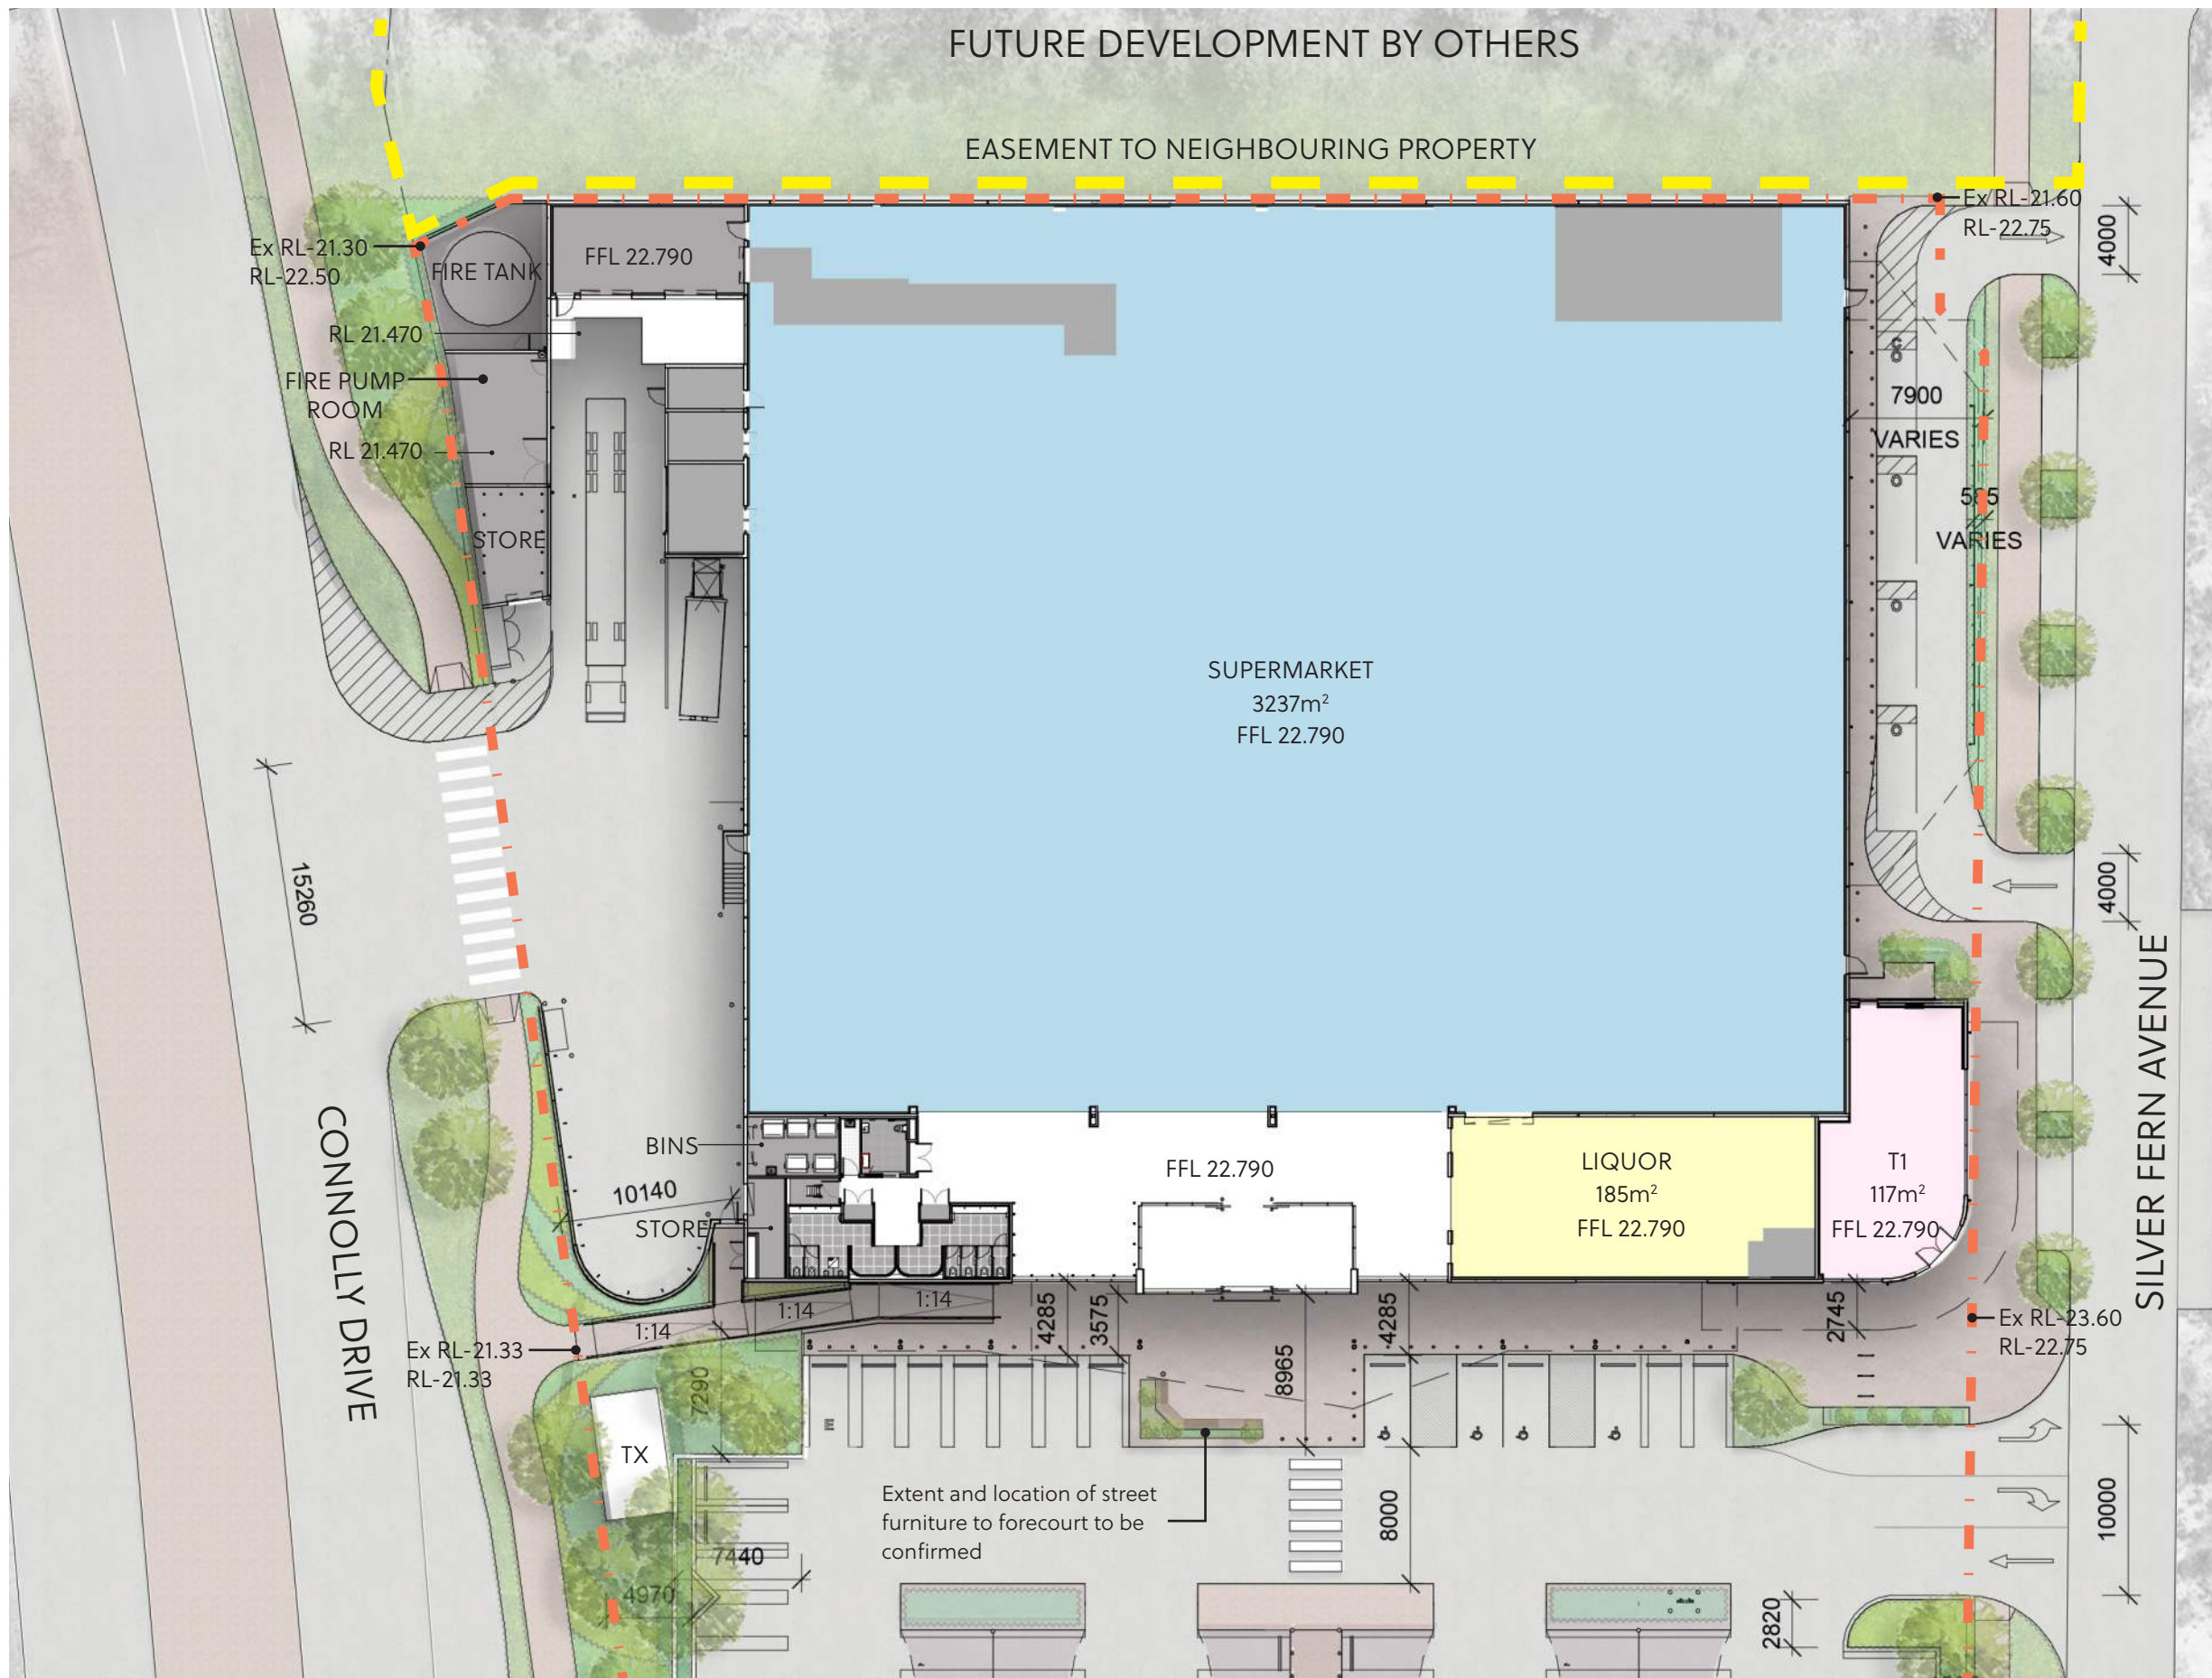 FUTURE DEVELOPMENT BY OTHERS
EASEMENT TO NEIGHBOURING PROPERTY
Ex RL-21.60
RL-22.75
4000
Ex RL-21.30
RL-22.50
FIRE TANK
FFL 22.790
RL 21.470
FIRE PUMP
ROOM
RL 21.470
STORE
7900
VARIES
VARIES
SUPERMARKET
3237m²
FFL 22.790
15260
4000
SILVER FERN AVENUE
CONNOLLY DRIVE
BINS
10140
STORE
FFL 22.790
LIQUOR
185m²
FFL 22.790
T1
117m²
FFL 22.790
1:14
1:14
1:14
4285
3575
8965
4285
2745
Ex RL-23.60
RL-22.75
Ex RL-21.33
RL-21.33
7290
TX
Extent and location of street
furniture to forecourt to be
confirmed
8000
10000
7440
4970
2820